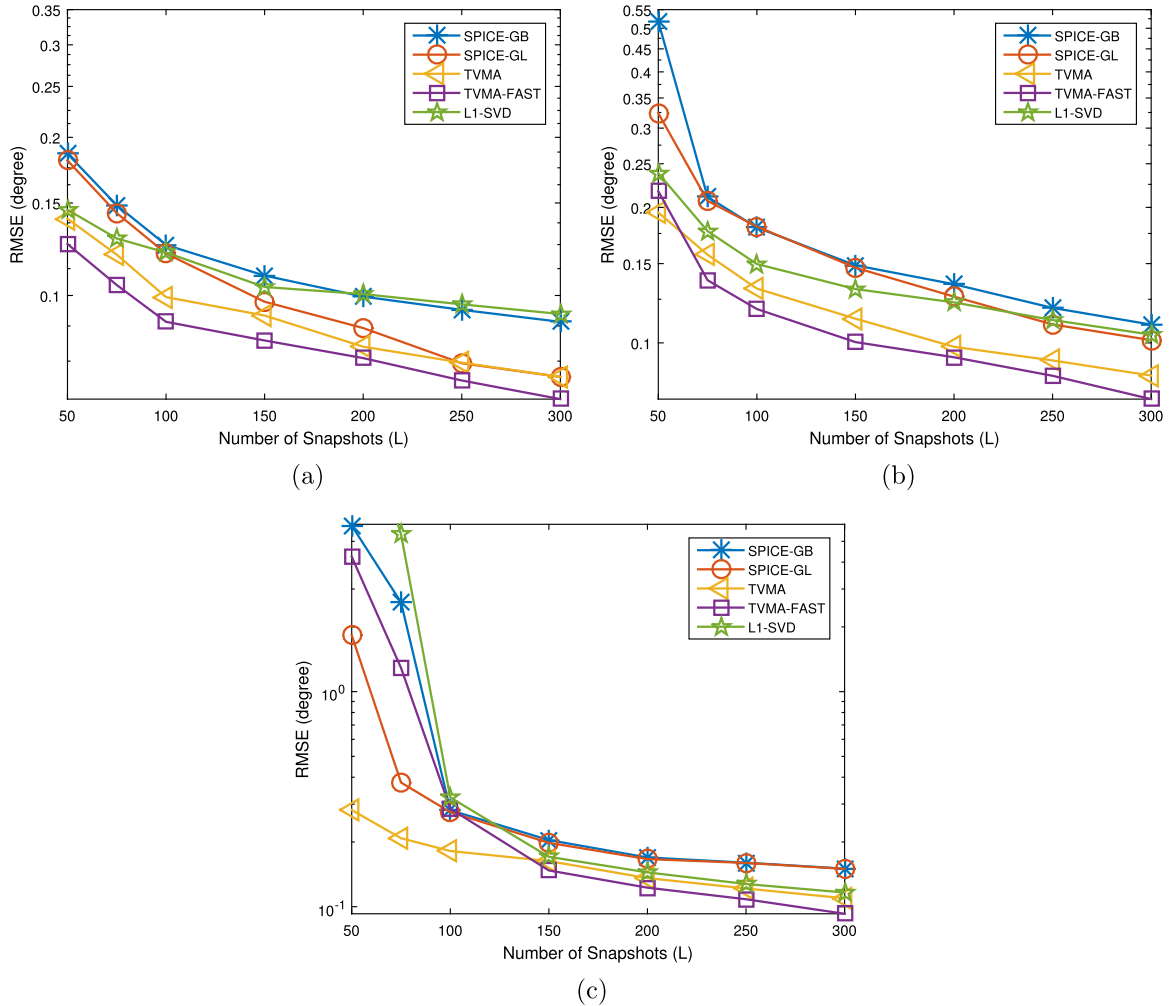 0.35
0.3
0.25
0.2
0.15
0.1
RMSE (degree)
SPICE-GB
SPICE-GL
TVMA
TVMA-FAST
L1-SVD
50 100 150 200 250 300
Number of Snapshots (L)
(a)
0.55
0.5
0.45
0.4
0.35
0.3
0.25
0.2
0.15
0.1
RMSE (degree)
SPICE-GB
SPICE-GL
TVMA
TVMA-FAST
L1-SVD
50 100 150 200 250 300
Number of Snapshots (L)
(b)
10⁰
10⁻¹
RMSE (degree)
SPICE-GB
SPICE-GL
TVMA
TVMA-FAST
L1-SVD
50 100 150 200 250 300
Number of Snapshots (L)
(c)